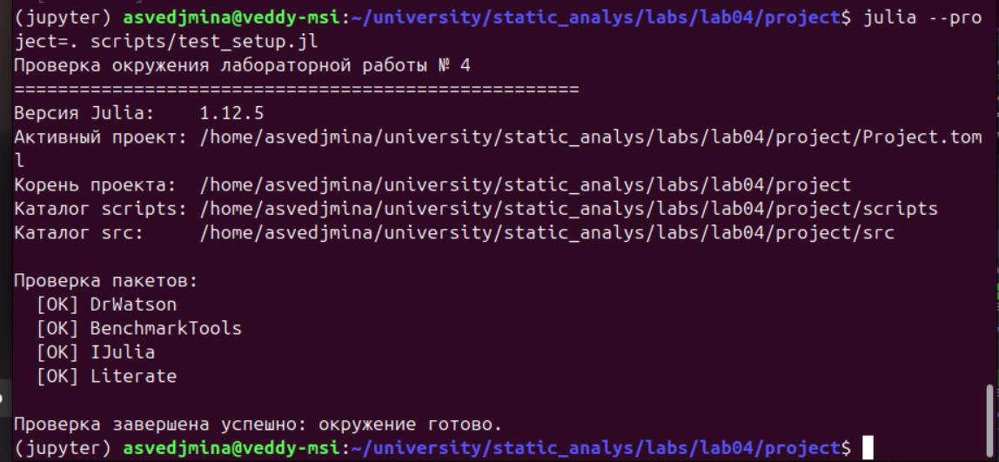 (jupyter) asvedjmina@veddy-msi:~/university/static_analys/labs/lab04/project$ julia --pro
ject=. scripts/test_setup.jl
Проверка окружения лабораторной работы № 4
====================================================
Версия Julia:    1.12.5
Активный проект: /home/asvedjmina/university/static_analys/labs/lab04/project/Project.tom
l
Корень проекта:  /home/asvedjmina/university/static_analys/labs/lab04/project
Каталог scripts: /home/asvedjmina/university/static_analys/labs/lab04/project/scripts
Каталог src:     /home/asvedjmina/university/static_analys/labs/lab04/project/src
Проверка пакетов:
[OK] DrWatson
[OK] BenchmarkTools
[OK] IJulia
[OK] Literate
Проверка завершена успешно: окружение готово.
(jupyter) asvedjmina@veddy-msi:~/university/static_analys/labs/lab04/project$